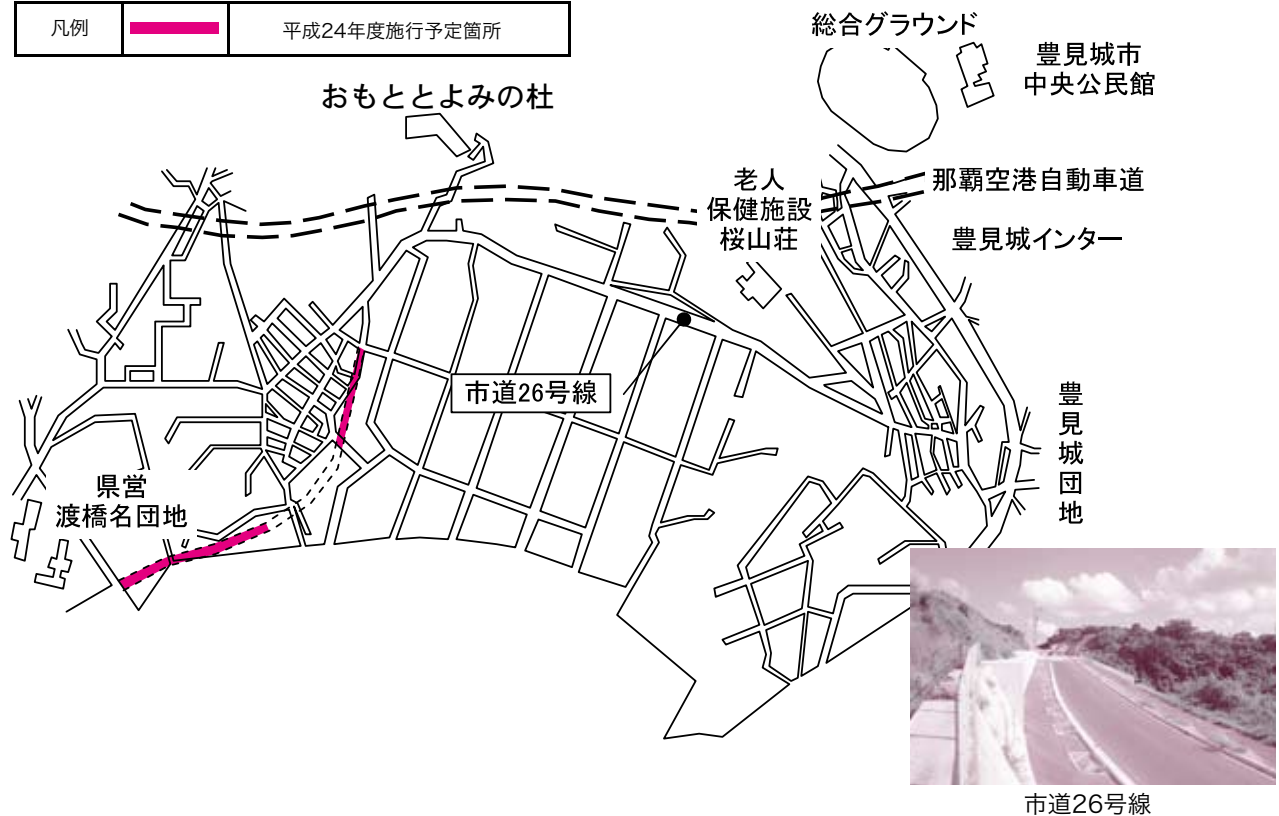 凡例
平成24年度施行予定箇所
総合グラウンド
豊見城市
中央公民館
おもととよみの杜
老人
保健施設
桜山荘
那覇空港自動車道
豊見城インター
市道26号線
豊見城団地
県営
渡橋名団地
市道26号線